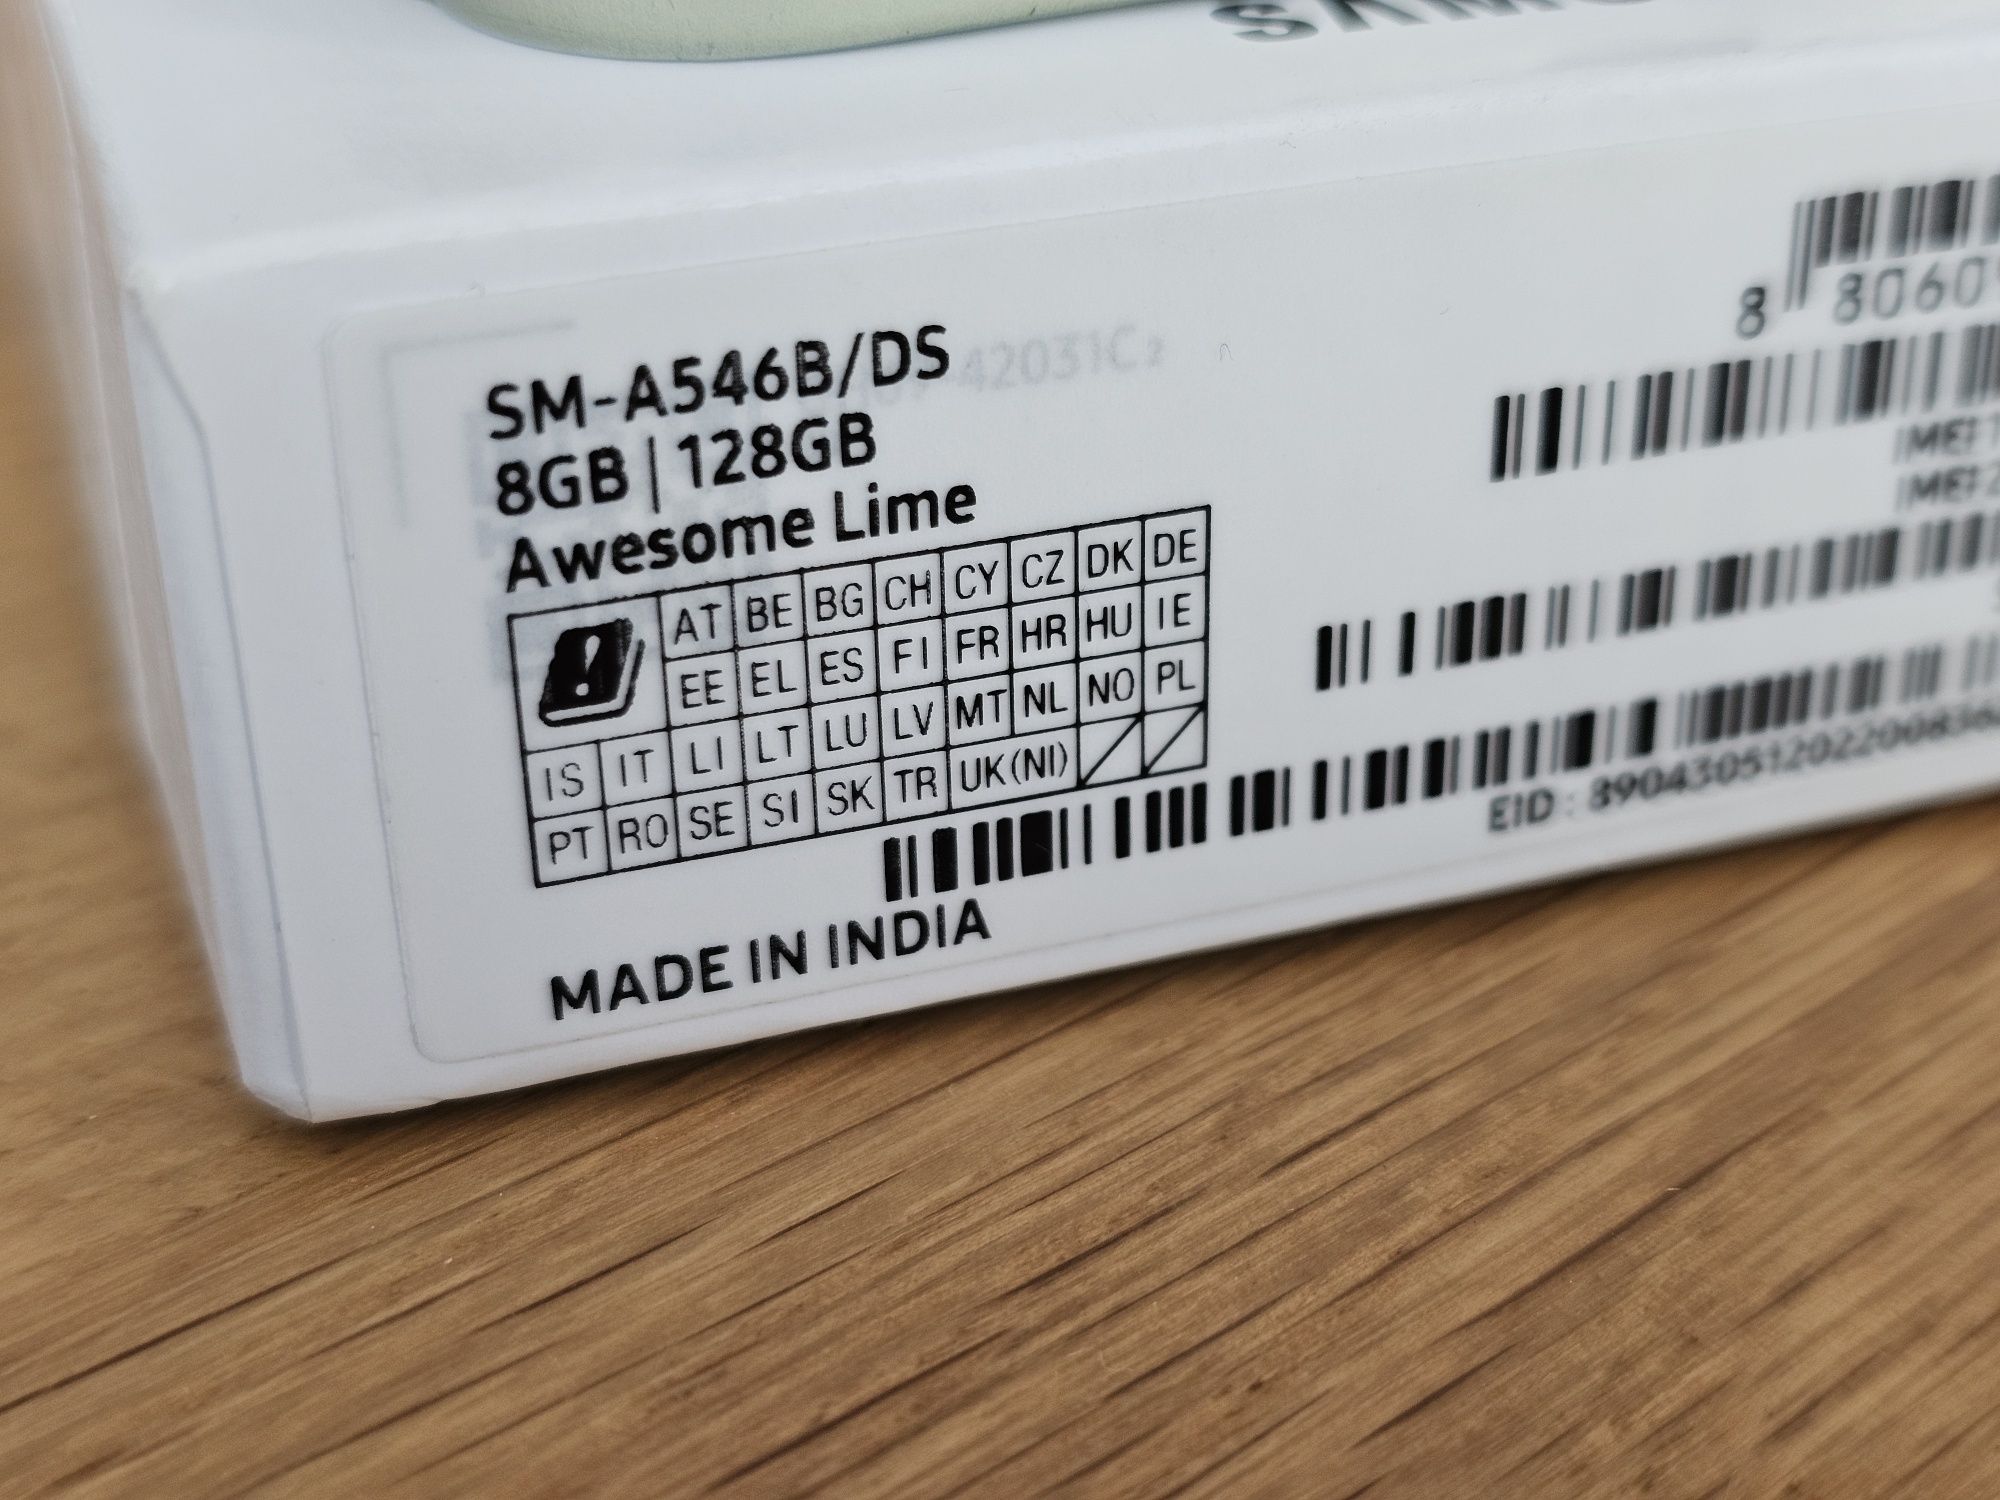 SM-A546B/DS
8GB | 128GB
Awesome Lime
AT BE BG CH CY CZ DK DE
EE EL ES FI FR HR HU IE
IS IT LI LT LU LV MT NL NO PL
PT RO SE SI SK TR UK(NI)
MADE IN INDIA
8 8060
EID :